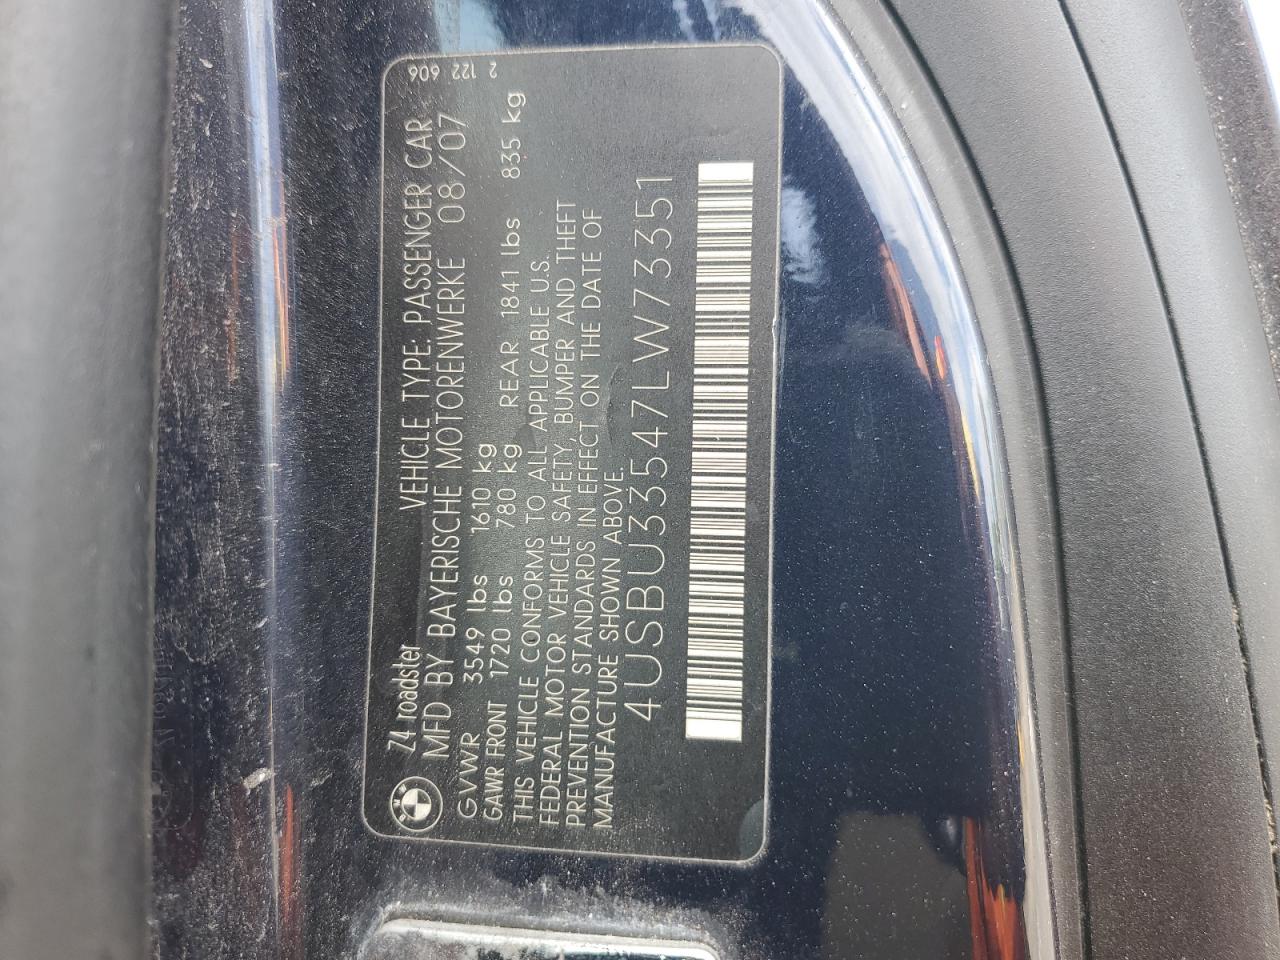 Z4 roadster VEHICLE TYPE: PASSENGER CAR
MFD BY BAYERISCHE MOTORENWERKE 08/07
GVWR 3549 lbs 1610 kg
GAWR FRONT 1720 lbs 780 kg REAR 1841 lbs 835 kg
THIS VEHICLE CONFORMS TO ALL APPLICABLE U.S.
FEDERAL MOTOR VEHICLE SAFETY, BUMPER AND THEFT
PREVENTION STANDARDS IN EFFECT ON THE DATE OF
MANUFACTURE SHOWN ABOVE.
4USBU33547LW73351
2 122 606